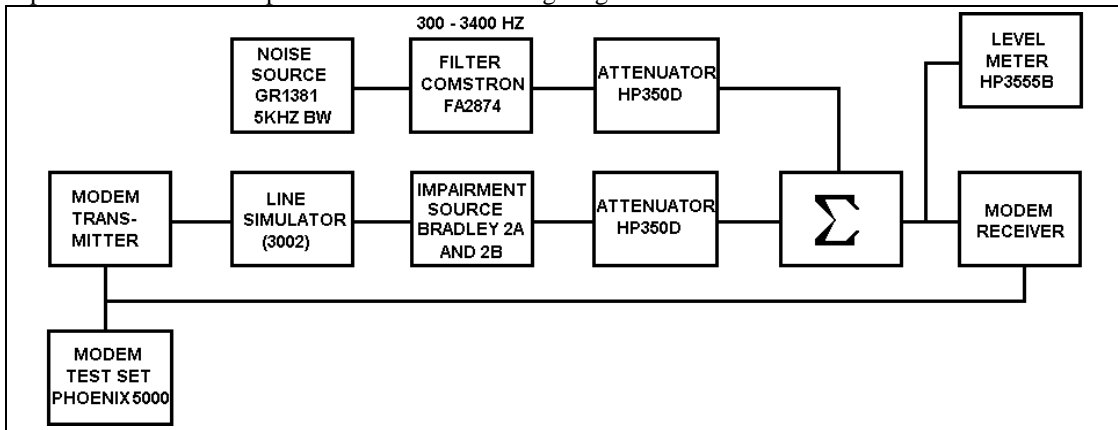 300 - 3400 HZ
NOISE
SOURCE
GR1381
5KHZ BW
FILTER
COMSTRON
FA2874
ATTENUATOR
HP350D
LEVEL
METER
HP3555B
MODEM
TRANS-
MITTER
LINE
SIMULATOR
(3002)
IMPAIRMENT
SOURCE
BRADLEY 2A
AND 2B
ATTENUATOR
HP350D
Σ
MODEM
RECEIVER
MODEM
TEST SET
PHOENIX 5000